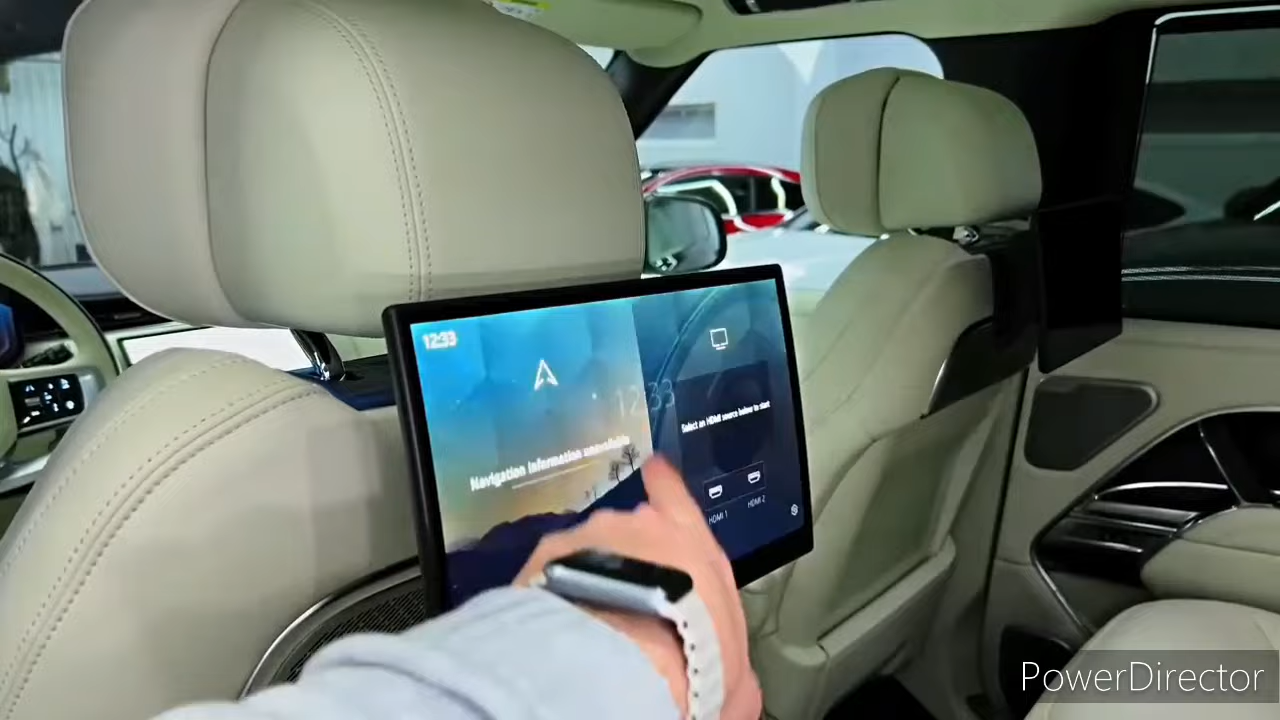 12:33
12 33
Navigation information unavailable
Select an HDMI source below to start
HDMI 1
HDMI 2
PowerDirector